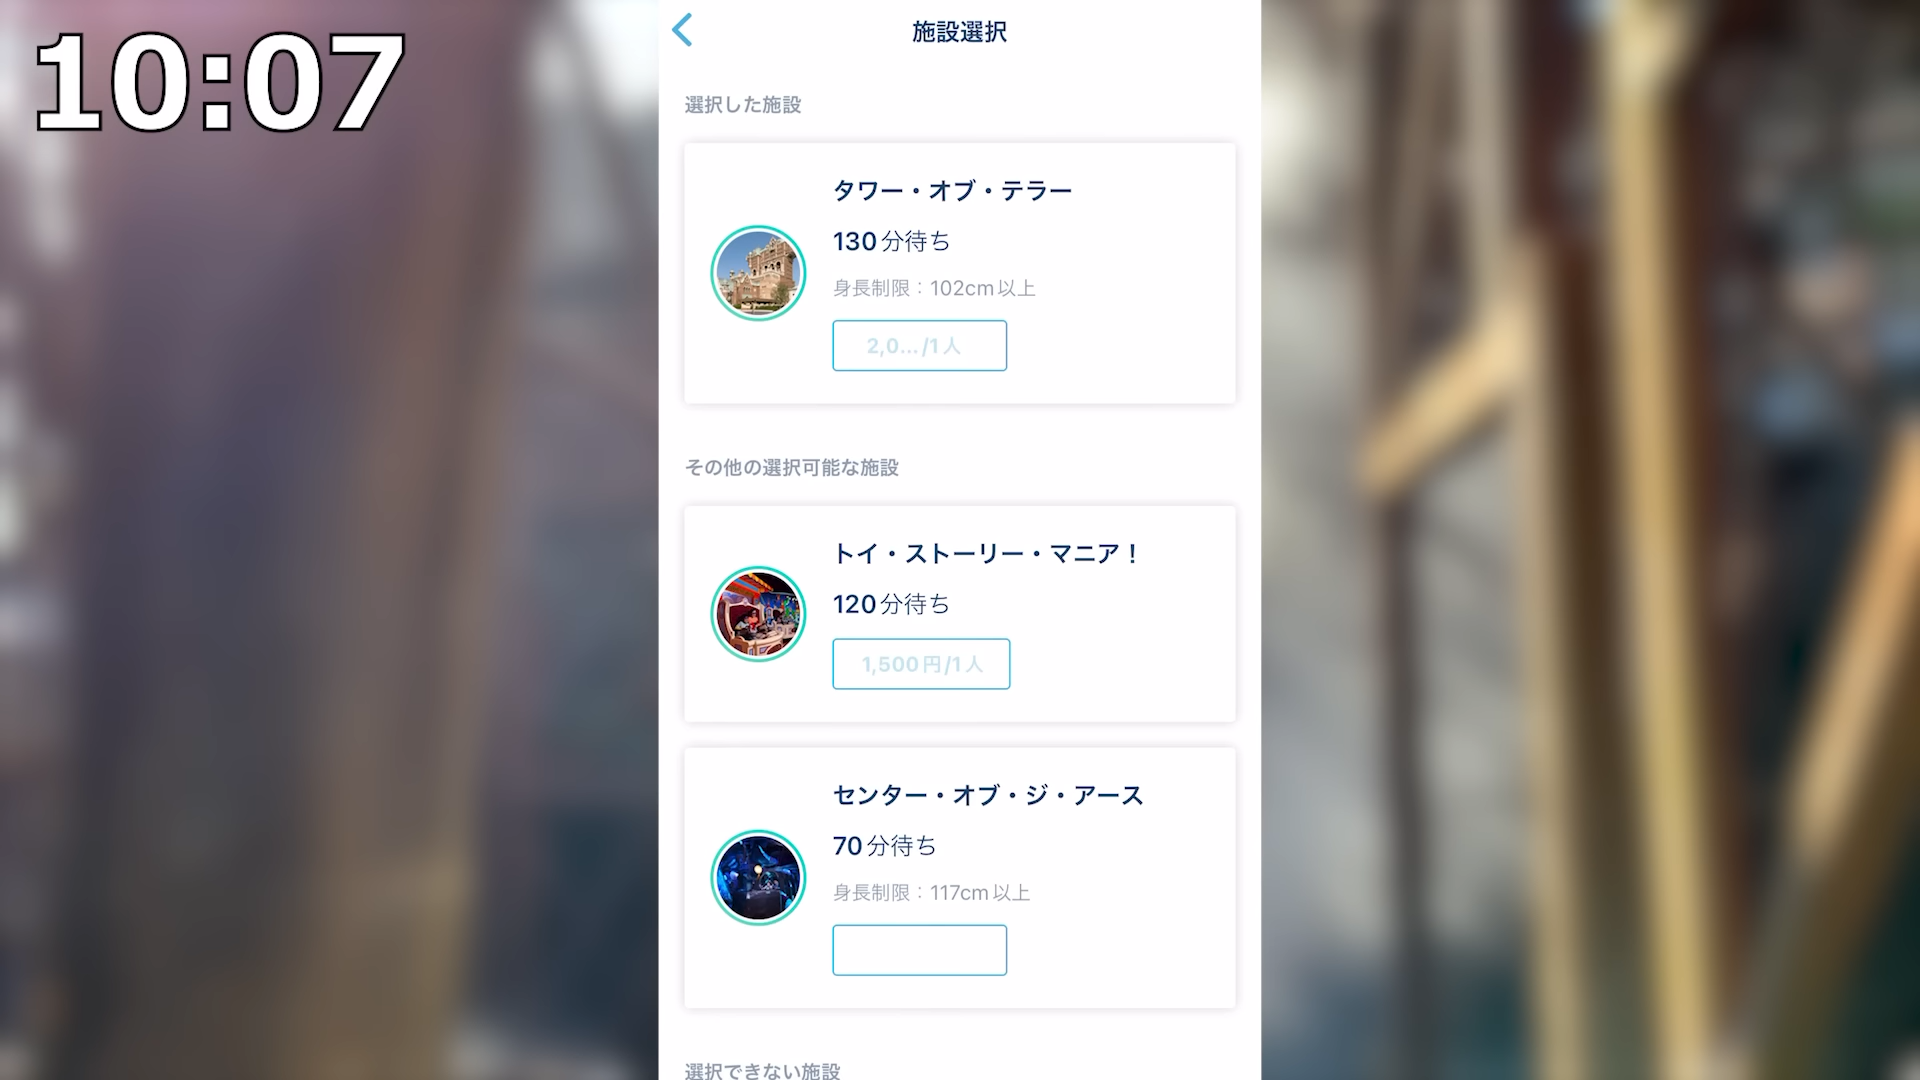 10:07
施設選択
選択した施設
タワー・オブ・テラー
130分待ち
身長制限：102cm以上
2,0.../1人
その他の選択可能な施設
トイ・ストーリー・マニア！
120分待ち
1,500円/1人
センター・オブ・ジ・アース
70分待ち
身長制限：117cm以上
選択できない施設